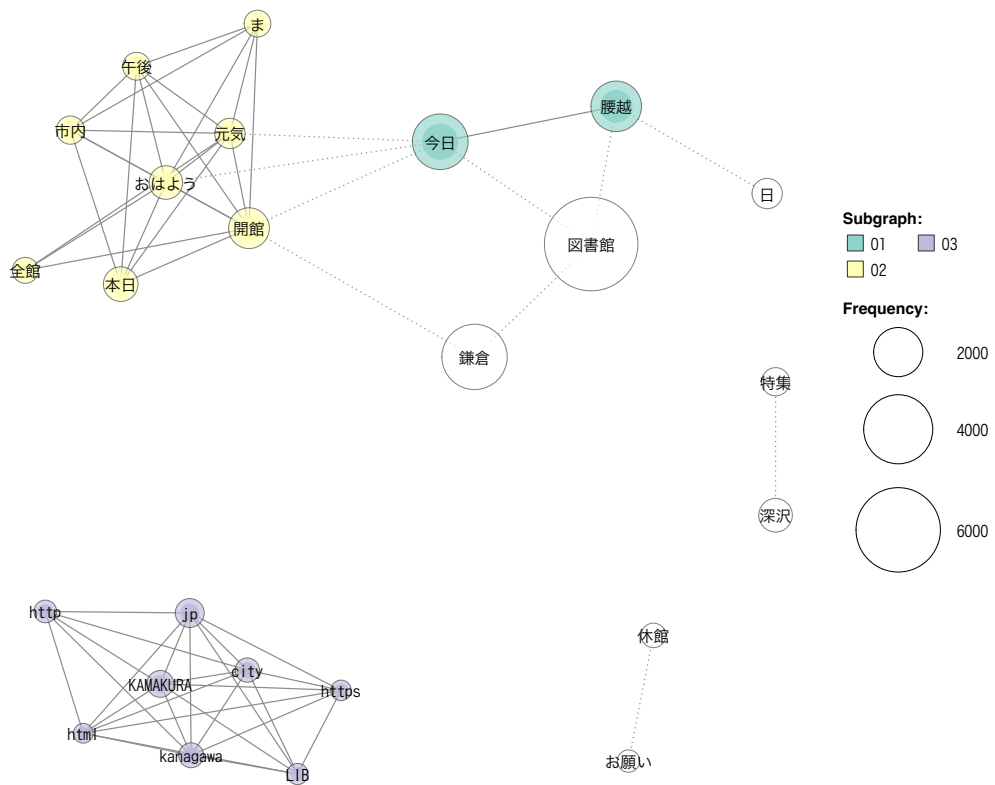 ま
午後
市内
元気
おはよう
開館
全館
本日
今日
腰越
日
図書館
鎌倉
特集
深沢
休館
お願い
http
jp
city
KAMAKURA
https
html
kanagawa
LIB
Subgraph:
01
03
02
Frequency:
2000
4000
6000